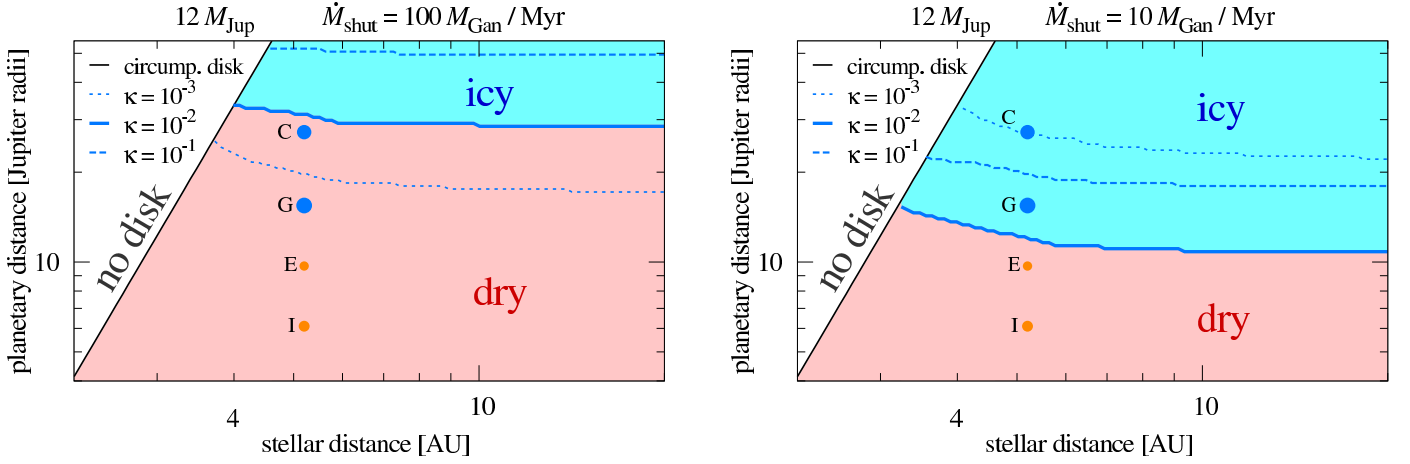 12 M_Jup Ṁ_shut = 100 M_Gan / Myr
circump. disk
κ = 10⁻³
κ = 10⁻²
κ = 10⁻¹
icy
C
G
E
I
no disk
dry
10
planetary distance [Jupiter radii]
4
10
stellar distance [AU]
12 M_Jup Ṁ_shut = 10 M_Gan / Myr
circump. disk
κ = 10⁻³
κ = 10⁻²
κ = 10⁻¹
icy
C
G
E
I
no disk
dry
10
planetary distance [Jupiter radii]
4
10
stellar distance [AU]